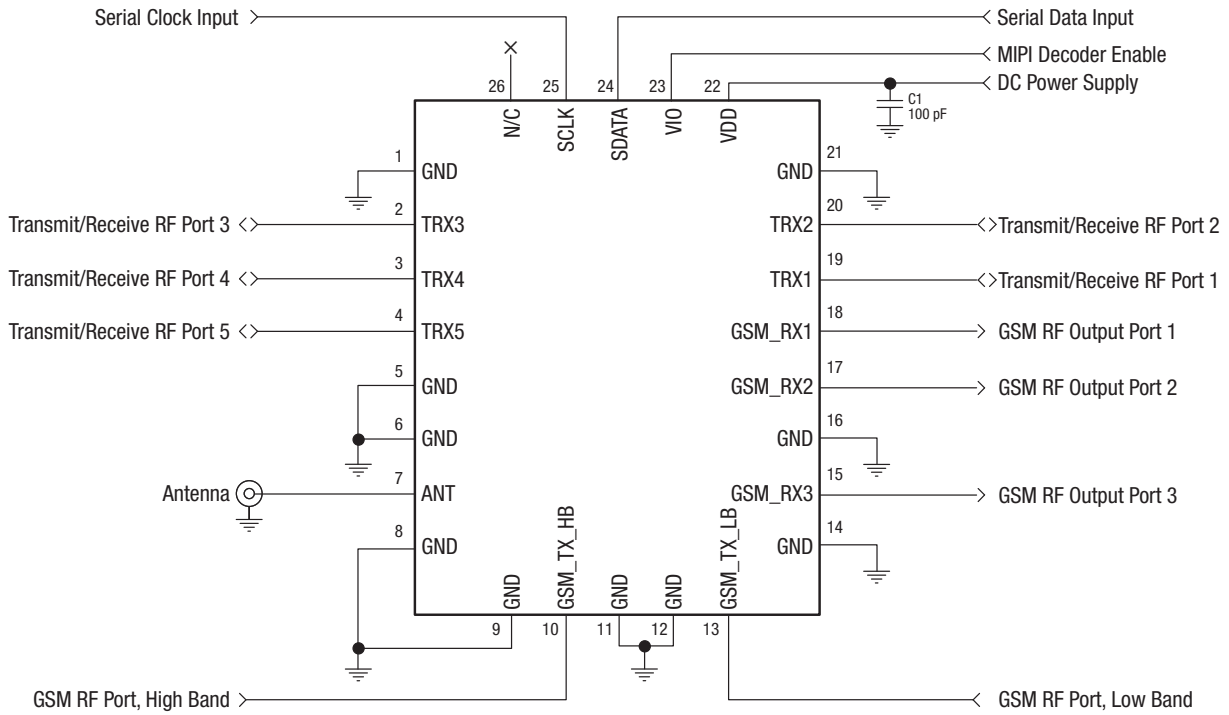 Serial Clock Input
Serial Data Input
MIPI Decoder Enable
DC Power Supply
C1
100 pF
26
25
24
23
22
N/C
SCLK
SDATA
VIO
VDD
1
GND
21
GND
Transmit/Receive RF Port 3
2
TRX3
20
TRX2
Transmit/Receive RF Port 2
Transmit/Receive RF Port 4
3
TRX4
19
TRX1
Transmit/Receive RF Port 1
Transmit/Receive RF Port 5
4
TRX5
18
GSM_RX1
GSM RF Output Port 1
5
GND
17
GSM_RX2
GSM RF Output Port 2
6
GND
16
GND
Antenna
7
ANT
15
GSM_RX3
GSM RF Output Port 3
8
GND
14
GND
GND
GSM_TX_HB
GND
GND
GSM_TX_LB
9
10
11
12
13
GSM RF Port, High Band
GSM RF Port, Low Band